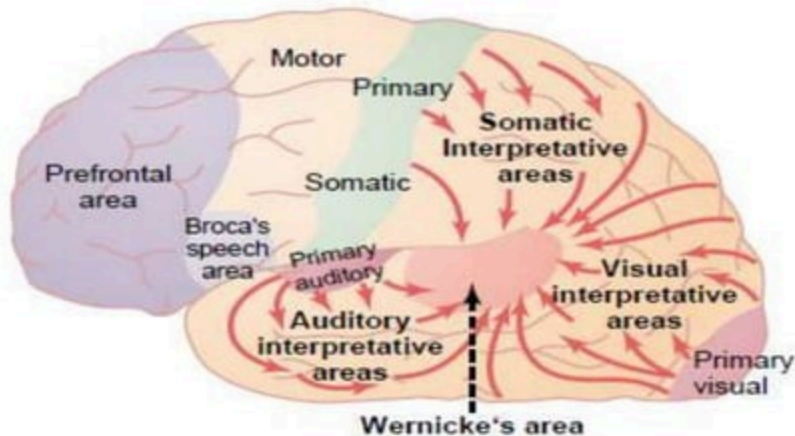 Motor
Primary
Somatic
Interpretative
areas
Prefrontal
area
Somatic
Broca's
speech
area
Primary
auditory
Visual
interpretative
areas
Auditory
interpretative
areas
Primary
visual
Wernicke's area